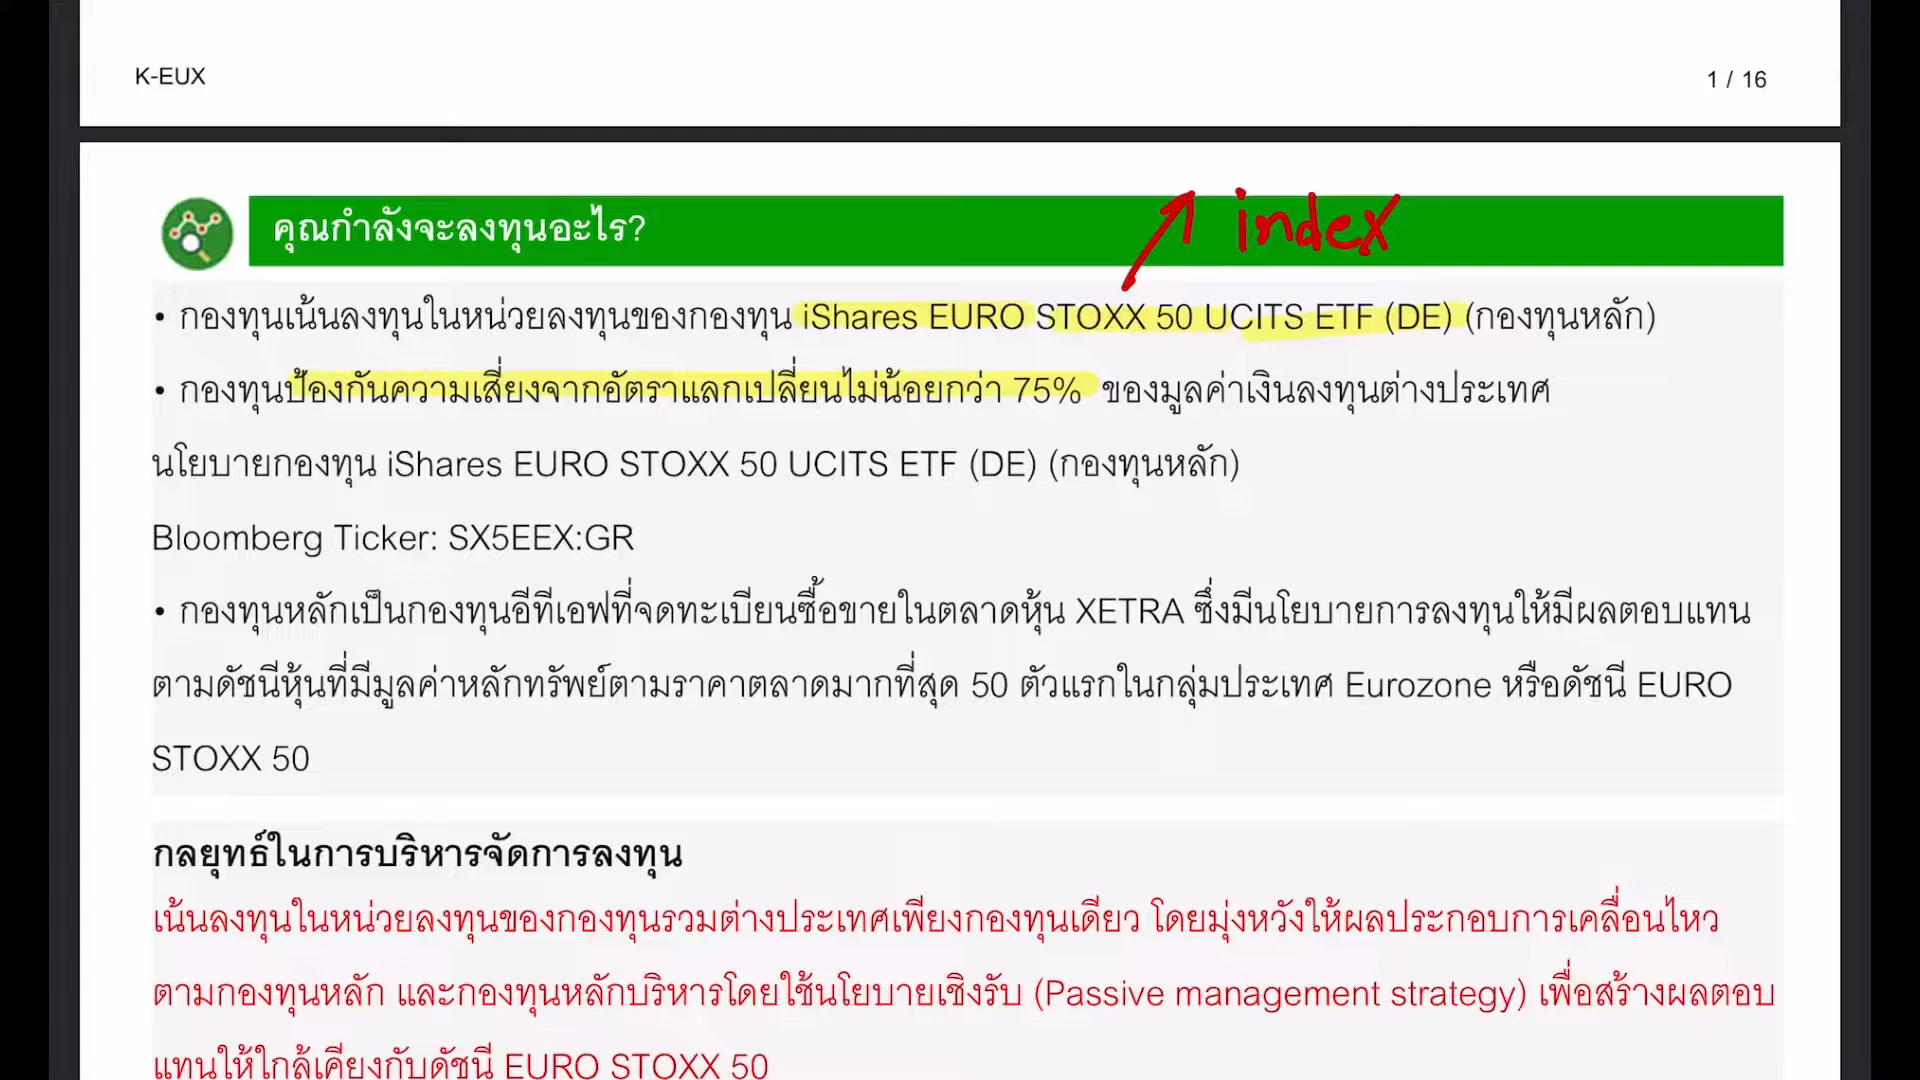 K-EUX
1 / 16
index
คุณกำลังจะลงทุนอะไร?
• กองทุนเน้นลงทุนในหน่วยลงทุนของกองทุน iShares EURO STOXX 50 UCITS ETF (DE) (กองทุนหลัก)
• กองทุนป้องกันความเสี่ยงจากอัตราแลกเปลี่ยนไม่น้อยกว่า 75% ของมูลค่าเงินลงทุนต่างประเทศ
นโยบายกองทุน iShares EURO STOXX 50 UCITS ETF (DE) (กองทุนหลัก)
Bloomberg Ticker: SX5EEX:GR
• กองทุนหลักเป็นกองทุนอีทีเอฟที่จดทะเบียนซื้อขายในตลาดหุ้น XETRA ซึ่งมีนโยบายการลงทุนให้มีผลตอบแทน
ตามดัชนีหุ้นที่มีมูลค่าหลักทรัพย์ตามราคาตลาดมากที่สุด 50 ตัวแรกในกลุ่มประเทศ Eurozone หรือดัชนี EURO
STOXX 50
กลยุทธ์ในการบริหารจัดการลงทุน
เน้นลงทุนในหน่วยลงทุนของกองทุนรวมต่างประเทศเพียงกองทุนเดียว โดยมุ่งหวังให้ผลประกอบการเคลื่อนไหว
ตามกองทุนหลัก และกองทุนหลักบริหารโดยใช้นโยบายเชิงรับ (Passive management strategy) เพื่อสร้างผลตอบ
แทนให้ใกล้เคียงกับดัชนี EURO STOXX 50